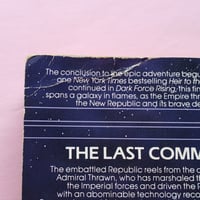 The conclusion to the epic adventure begu
one New York Times bestselling Heir to the
continued in Dark Force Rising, this fin
spans a galaxy in flames, as the Empire
the New Republic and its brave de
THE LAST COMM
The embattled Republic reels from the a
Admiral Thrawn, who has marshaled th
the Imperial forces and driven the R
with an abominable technology reco